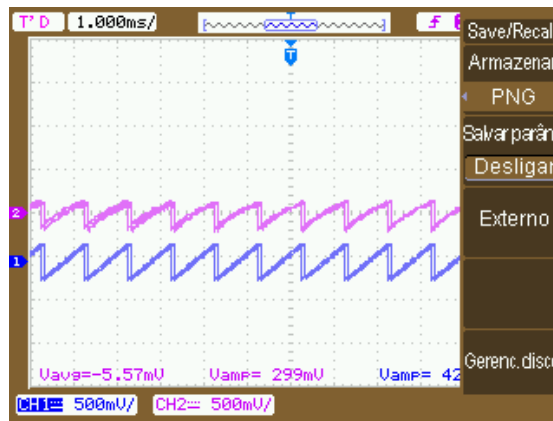 T'D 1.000ms/
Save/Recal
Armazenar
PNG
Salvar parân
Desligar
Externo
Gerenc.disco
T
2
1
Vavg=-5.57mV Vamp= 299mV Vamp= 42
CH1 500mV/ CH2 500mV/